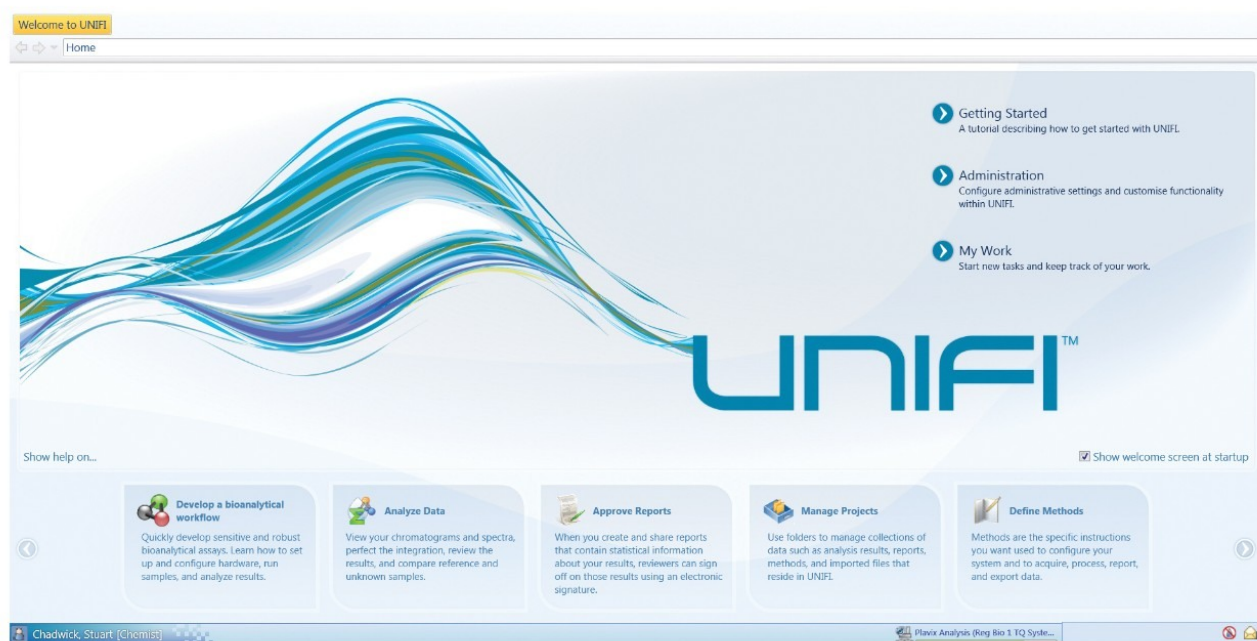 Welcome to UNIFI
Home
Getting Started
A tutorial describing how to get started with UNIFI.
Administration
Configure administrative settings and customise functionality
within UNIFI.
My Work
Start new tasks and keep track of your work.
UNIFI™
Show help on...
Show welcome screen at startup
Develop a bioanalytical
workflow
Quickly develop sensitive and robust
bioanalytical assays. Learn how to set
up and configure hardware, run
samples, and analyze results.
Analyze Data
View your chromatograms and spectra,
perfect the integration, review the
results, and compare reference and
unknown samples.
Approve Reports
When you create and share reports
that contain statistical information
about your results, reviewers can sign
off on those results using an electronic
signature.
Manage Projects
Use folders to manage collections of
data such as analysis results, reports,
methods, and imported files that
reside in UNIFI.
Define Methods
Methods are the specific instructions
you want used to configure your
system and to acquire, process, report,
and export data.
Chadwick, Stuart [Chemist]
Plavix Analysis (Reg Bio 1 TQ Syste...